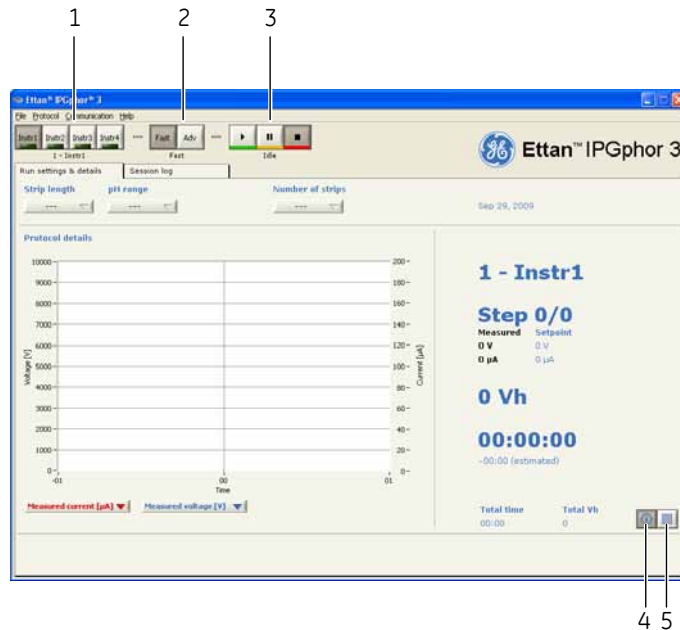 1 2 3
Ettan® IPGphor® 3
File Protocol Communication Help
Instr1 Instr2 Instr3 Instr4 --- Fast Adv ---
1 - Instr1 Fast Idle
Ettan™ IPGphor 3
Run settings & details Session log
Strip length pH range Number of strips
--- --- ---
Sep 29, 2009
Protocol details
10000
9000
8000
7000
6000
5000
4000
3000
2000
1000
0
Voltage [V]
200
180
160
140
120
100
80
60
40
20
0
Current [µA]
-01 00 01
Time
Measured current [µA] Measured voltage [V]
1 - Instr1
Step 0/0
Measured Setpoint
0 V 0 V
0 µA 0 µA
0 Vh
00:00:00
-00:00 (estimated)
Total time Total Vh
00:00 0
4 5